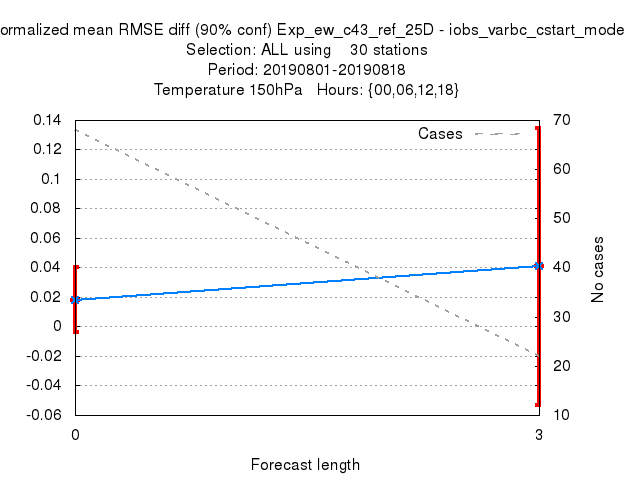 ormalized mean RMSE diff (90% conf) Exp_ew_c43_ref_25D - iobs_varbc_cstart_mode
Selection: ALL using 30 stations
Period: 20190801-20190818
Temperature 150hPa Hours: {00,06,12,18}
Cases
0.14
0.12
0.1
0.08
0.06
0.04
0.02
0
-0.02
-0.04
-0.06
70
60
50
40
30
20
10
No cases
0
3
Forecast length